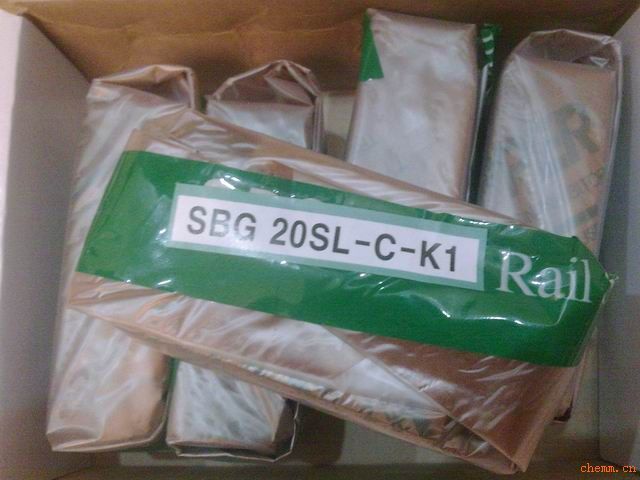 SBG 20SL-C-K1
Rail
chemm.cn